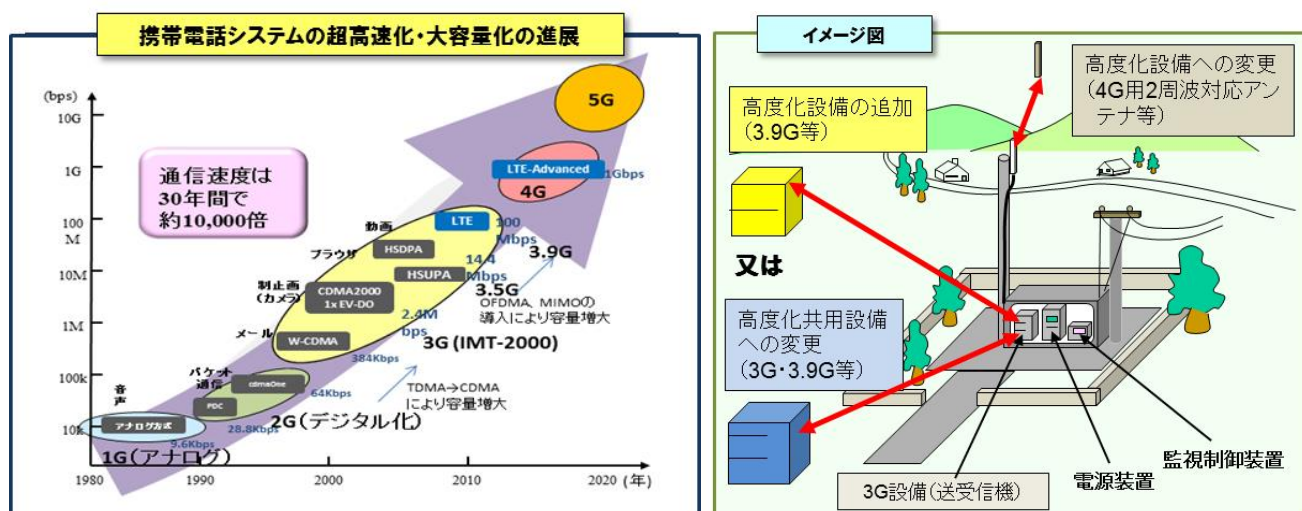 携帯電話システムの超高速化・大容量化の進展
(bps)
10G
1G
100
M
10M
1M
100k
10k
通信速度は
30年間で
約10,000倍
5G
LTE-Advanced
1Gbps
4G
動画
LTE
100
Mbps
ブラウザ
HSDPA
3.9G
14.4
Mbps
HSUPA
3.5G
制止画
(カメラ)
CDMA2000
1x EV-DO
OFDMA、MIMOの
導入により容量増大
2.4M
bps
メール
W-CDMA
3G(IMT-2000)
384Kbps
パケット
通信
cdmaOne
TDMA→CDMA
により容量増大
64Kbps
音
声
PDC
2G(デジタル化)
28.8Kbps
アナログ方式
9.6Kbps
1G(アナログ)
1980
1990
2000
2010
2020
(年)
イメージ図
高度化設備への変更
(4G用2周波対応アン
テナ等)
高度化設備の追加
(3.9G等)
又は
高度化共用設備
への変更
(3G・3.9G等)
監視制御装置
電源装置
3G設備(送受信機)